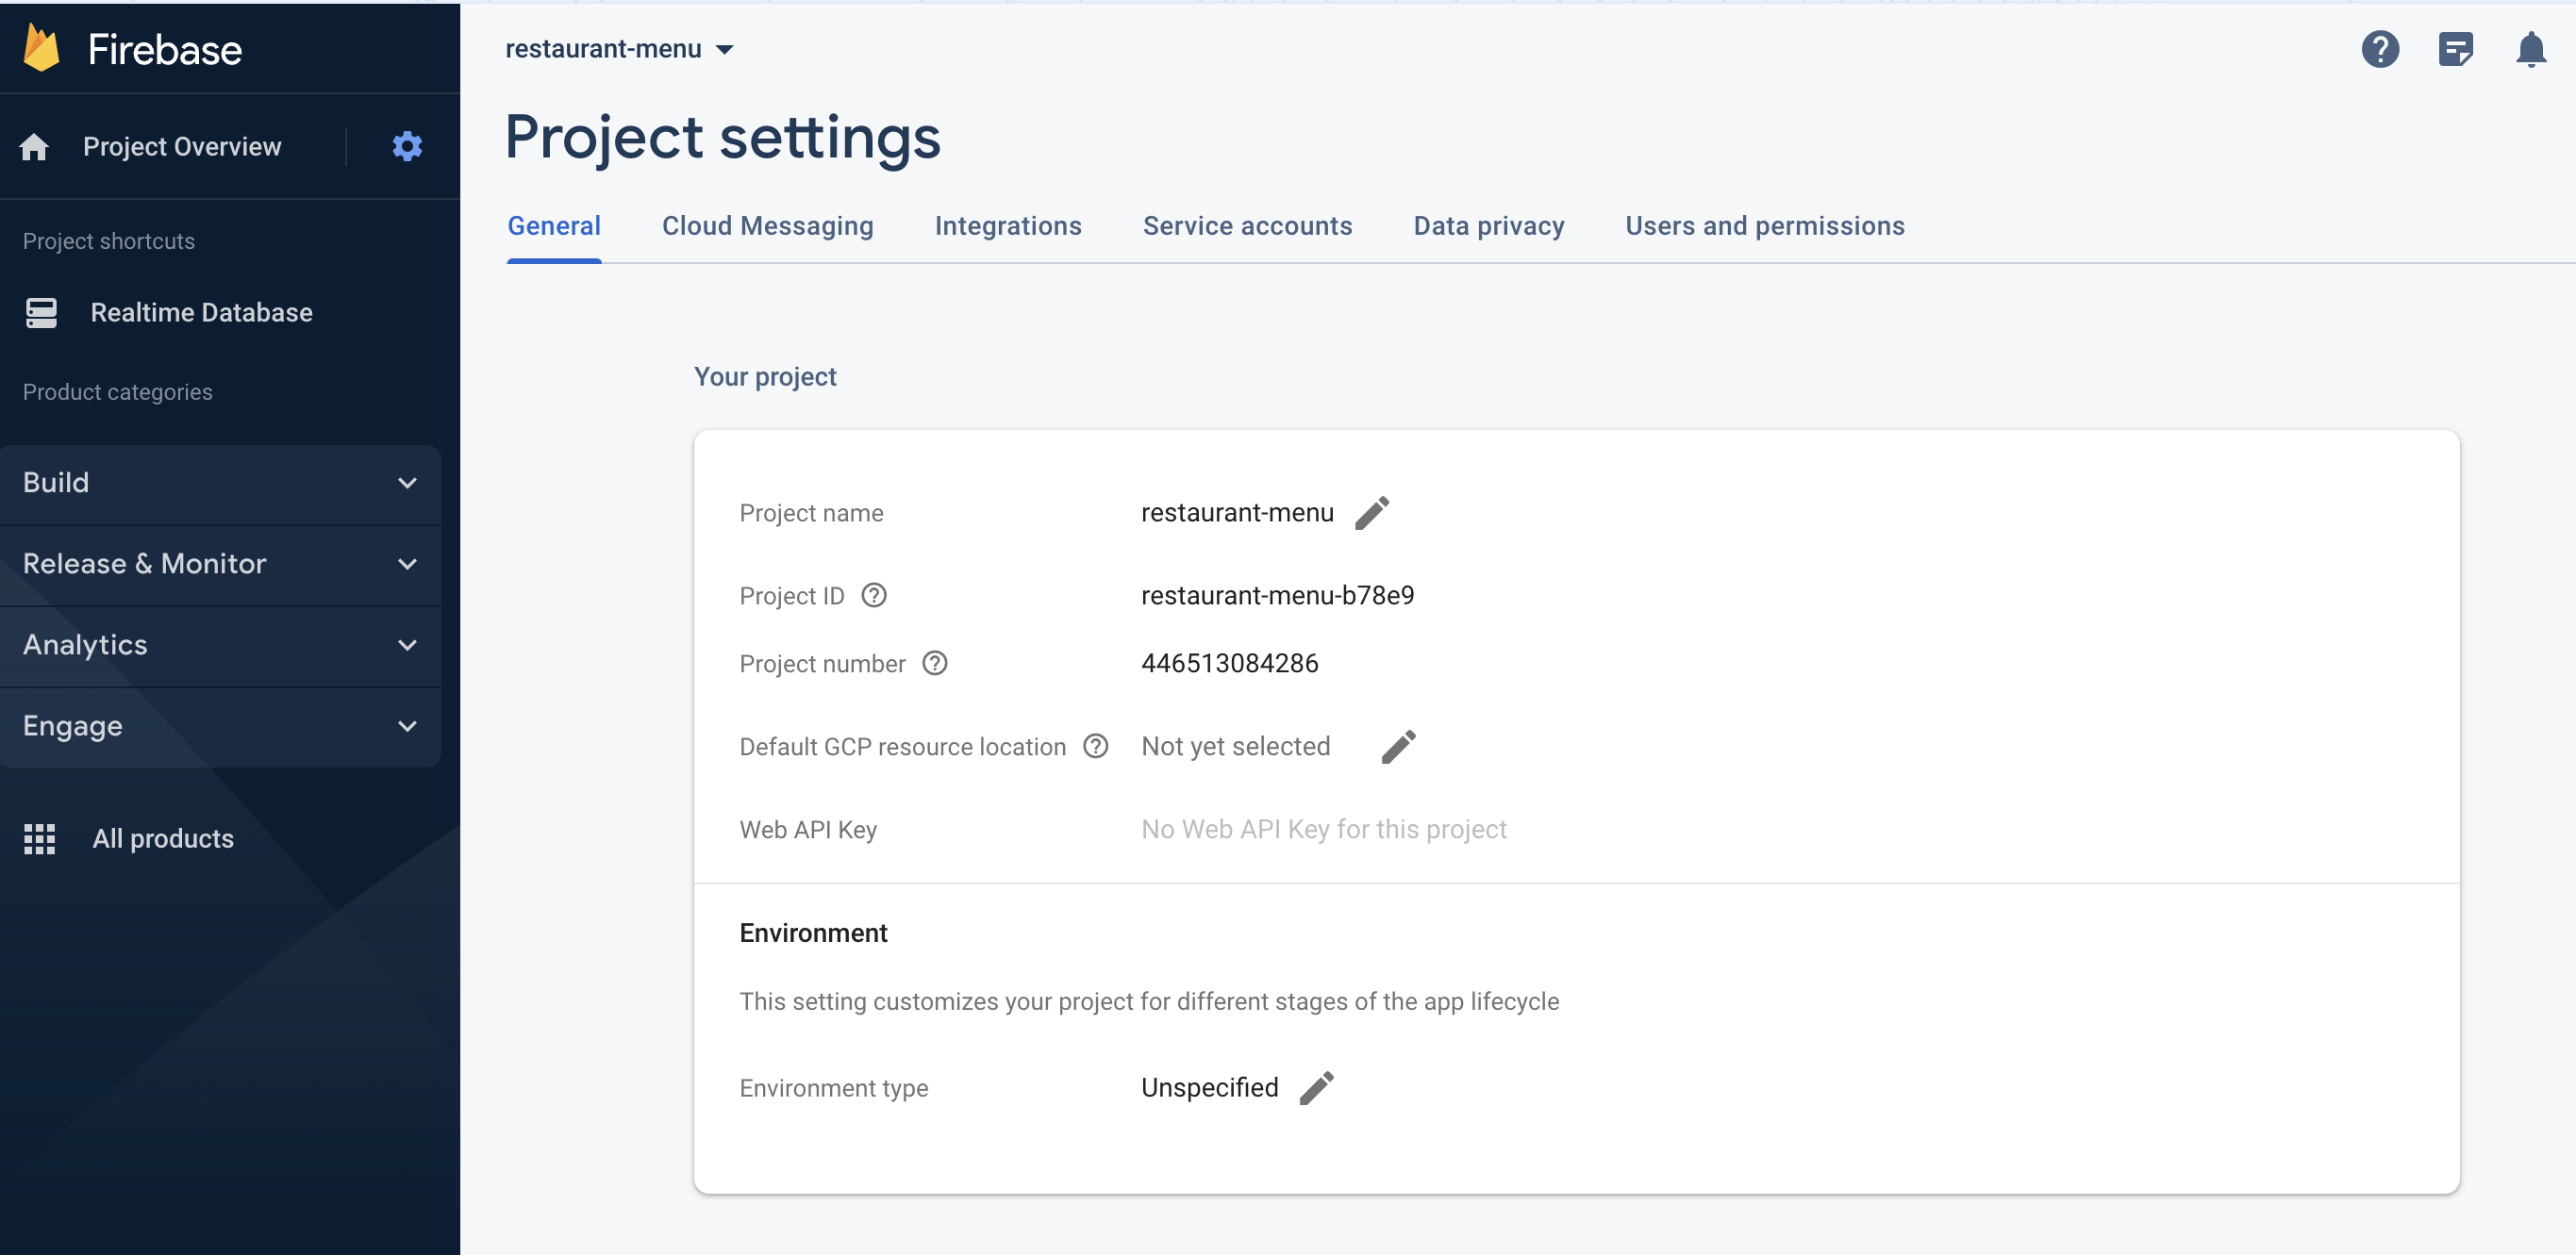 Firebase
Project Overview
Project shortcuts
Realtime Database
Product categories
Build
Release & Monitor
Analytics
Engage
All products
restaurant-menu
Project settings
General Cloud Messaging Integrations Service accounts Data privacy Users and permissions
Your project
Project name restaurant-menu
Project ID restaurant-menu-b78e9
Project number 446513084286
Default GCP resource location Not yet selected
Web API Key No Web API Key for this project
Environment
This setting customizes your project for different stages of the app lifecycle
Environment type Unspecified